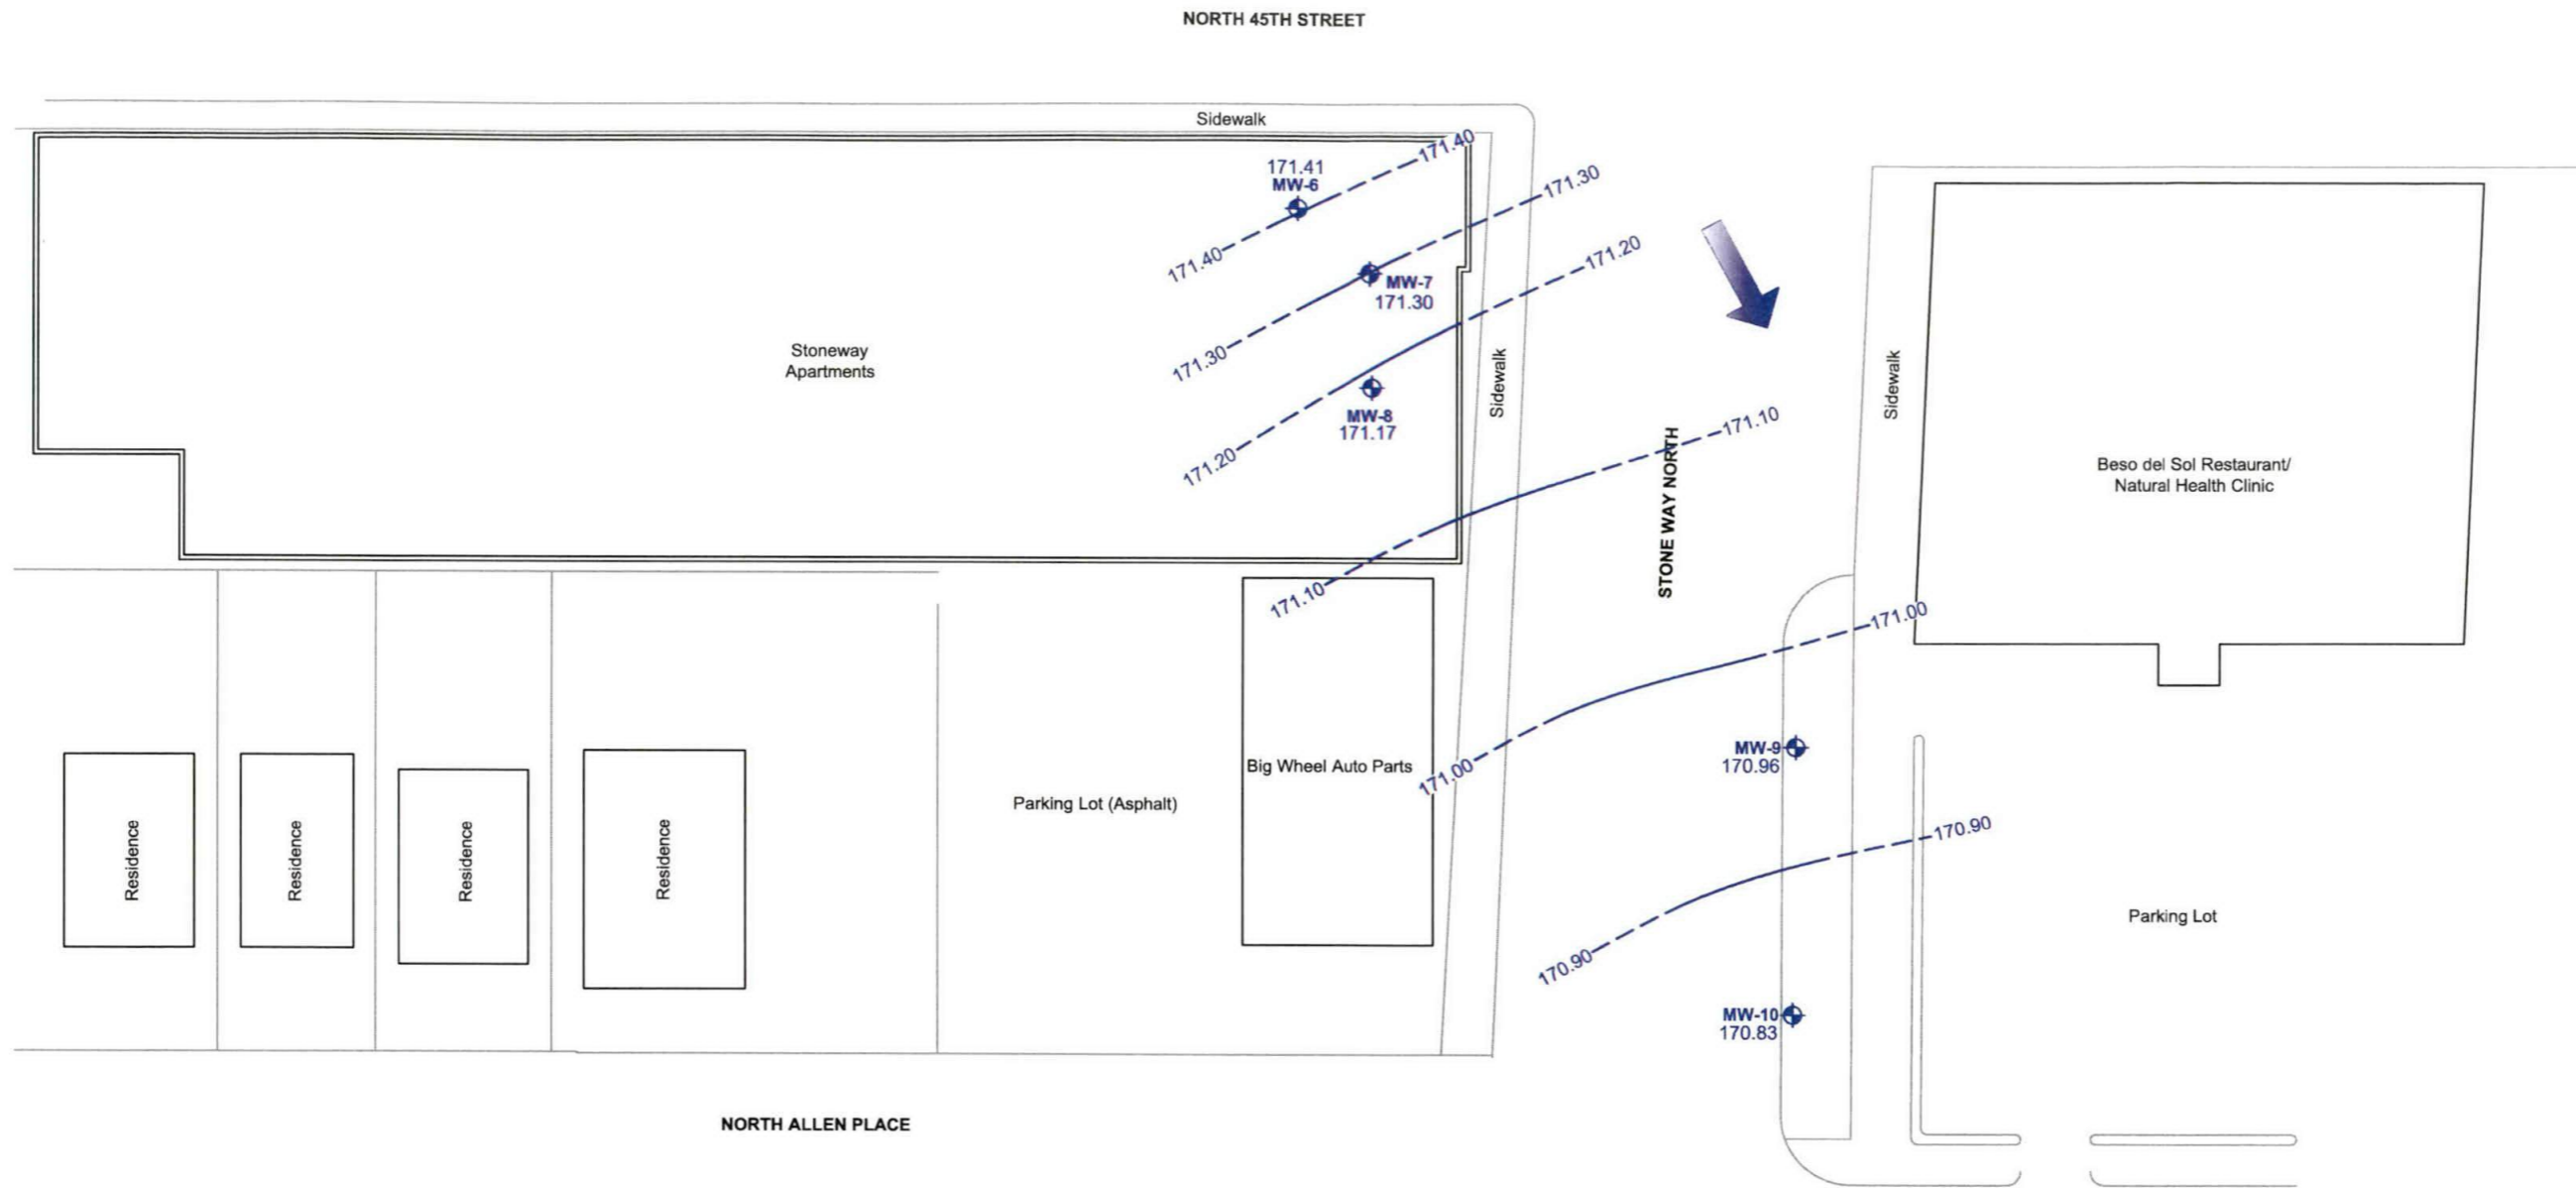 NORTH 45TH STREET
Sidewalk
171.40
171.41
MW-6
171.30
171.20
171.40
MW-7
171.30
171.30
Stoneway
Apartments
Sidewalk
Sidewalk
MW-8
171.17
171.10
171.20
STONE WAY NORTH
Beso del Sol Restaurant/
Natural Health Clinic
171.10
171.00
MW-9
170.96
Big Wheel Auto Parts
171.00
Parking Lot (Asphalt)
170.90
Residence
Residence
Residence
Residence
Parking Lot
170.90
MW-10
170.83
NORTH ALLEN PLACE